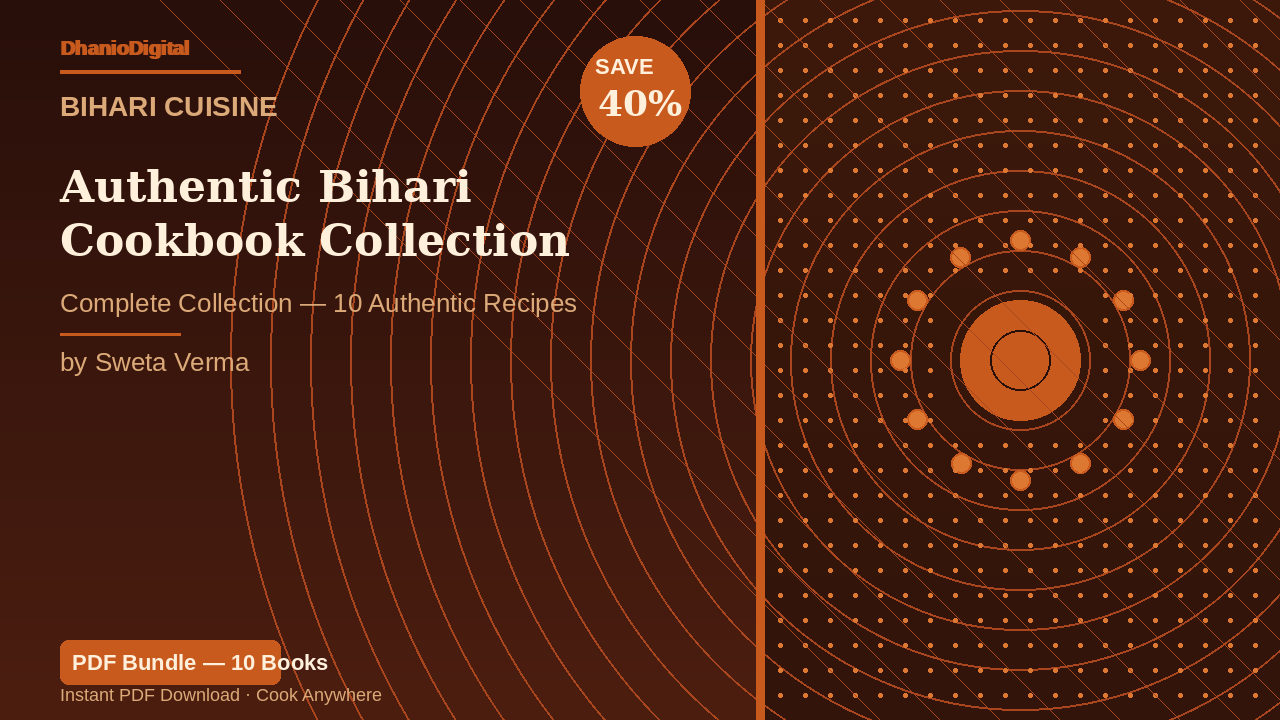 DhanioDigital
BIHARI CUISINE
SAVE
40%
Authentic Bihari
Cookbook Collection
Complete Collection — 10 Authentic Recipes
by Sweta Verma
PDF Bundle — 10 Books
Instant PDF Download · Cook Anywhere